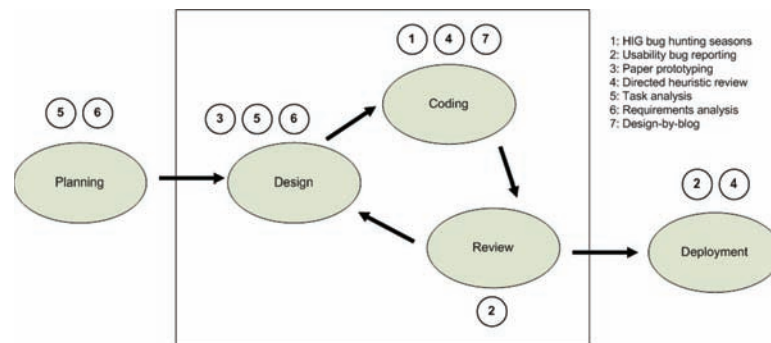 1 4 7
Coding
1: HIG bug hunting seasons
2: Usability bug reporting
3: Paper prototyping
4: Directed heuristic review
5: Task analysis
6: Requirements analysis
7: Design-by-blog
5 6
Planning
3 5 6
Design
Review
2
2 4
Deployment